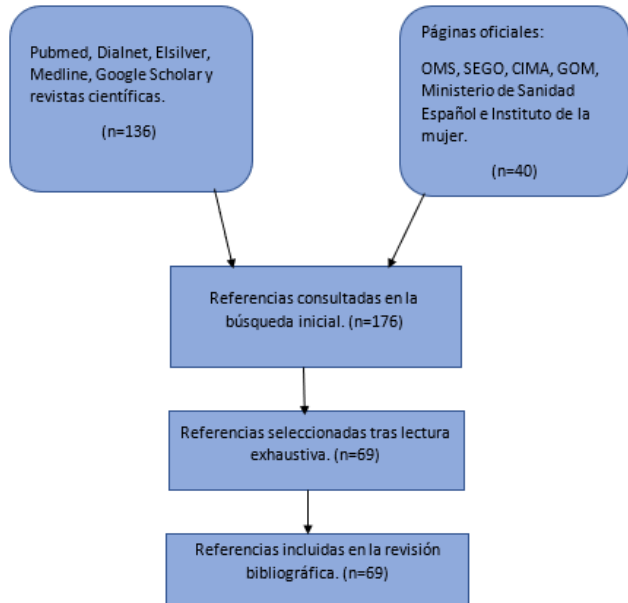 Pubmed, Dialnet, Elsilver,
Medline, Google Scholar y
revistas científicas.
(n=136)
Páginas oficiales:
OMS, SEGO, CIMA, GOM,
Ministerio de Sanidad
Español e Instituto de la
mujer.
(n=40)
Referencias consultadas en la
búsqueda inicial. (n=176)
Referencias seleccionadas tras lectura
exhaustiva. (n=69)
Referencias incluidas en la revisión
bibliográfica. (n=69)